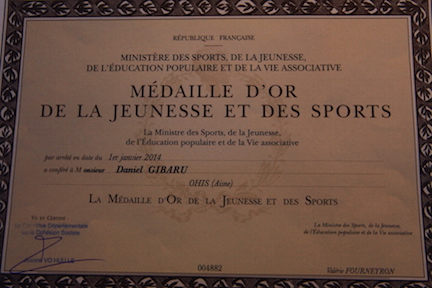 RÉPUBLIQUE FRANÇAISE
MINISTÈRE DES SPORTS, DE LA JEUNESSE,
DE L'ÉDUCATION POPULAIRE ET DE LA VIE ASSOCIATIVE
MÉDAILLE D'OR
DE LA JEUNESSE ET DES SPORTS
La Ministre des Sports, de la Jeunesse,
de l'Éducation populaire et de la Vie associative
par arrêté en date du 1er janvier 2014
a conféré à Monsieur Daniel GIBARU
OHIS (Aisne)
LA MÉDAILLE D'OR DE LA JEUNESSE ET DES SPORTS
La Ministre des Sports, de la Jeunesse,
de l'Éducation populaire et de la Vie associative
Départementale
004882
Valérie FOURNEYRON